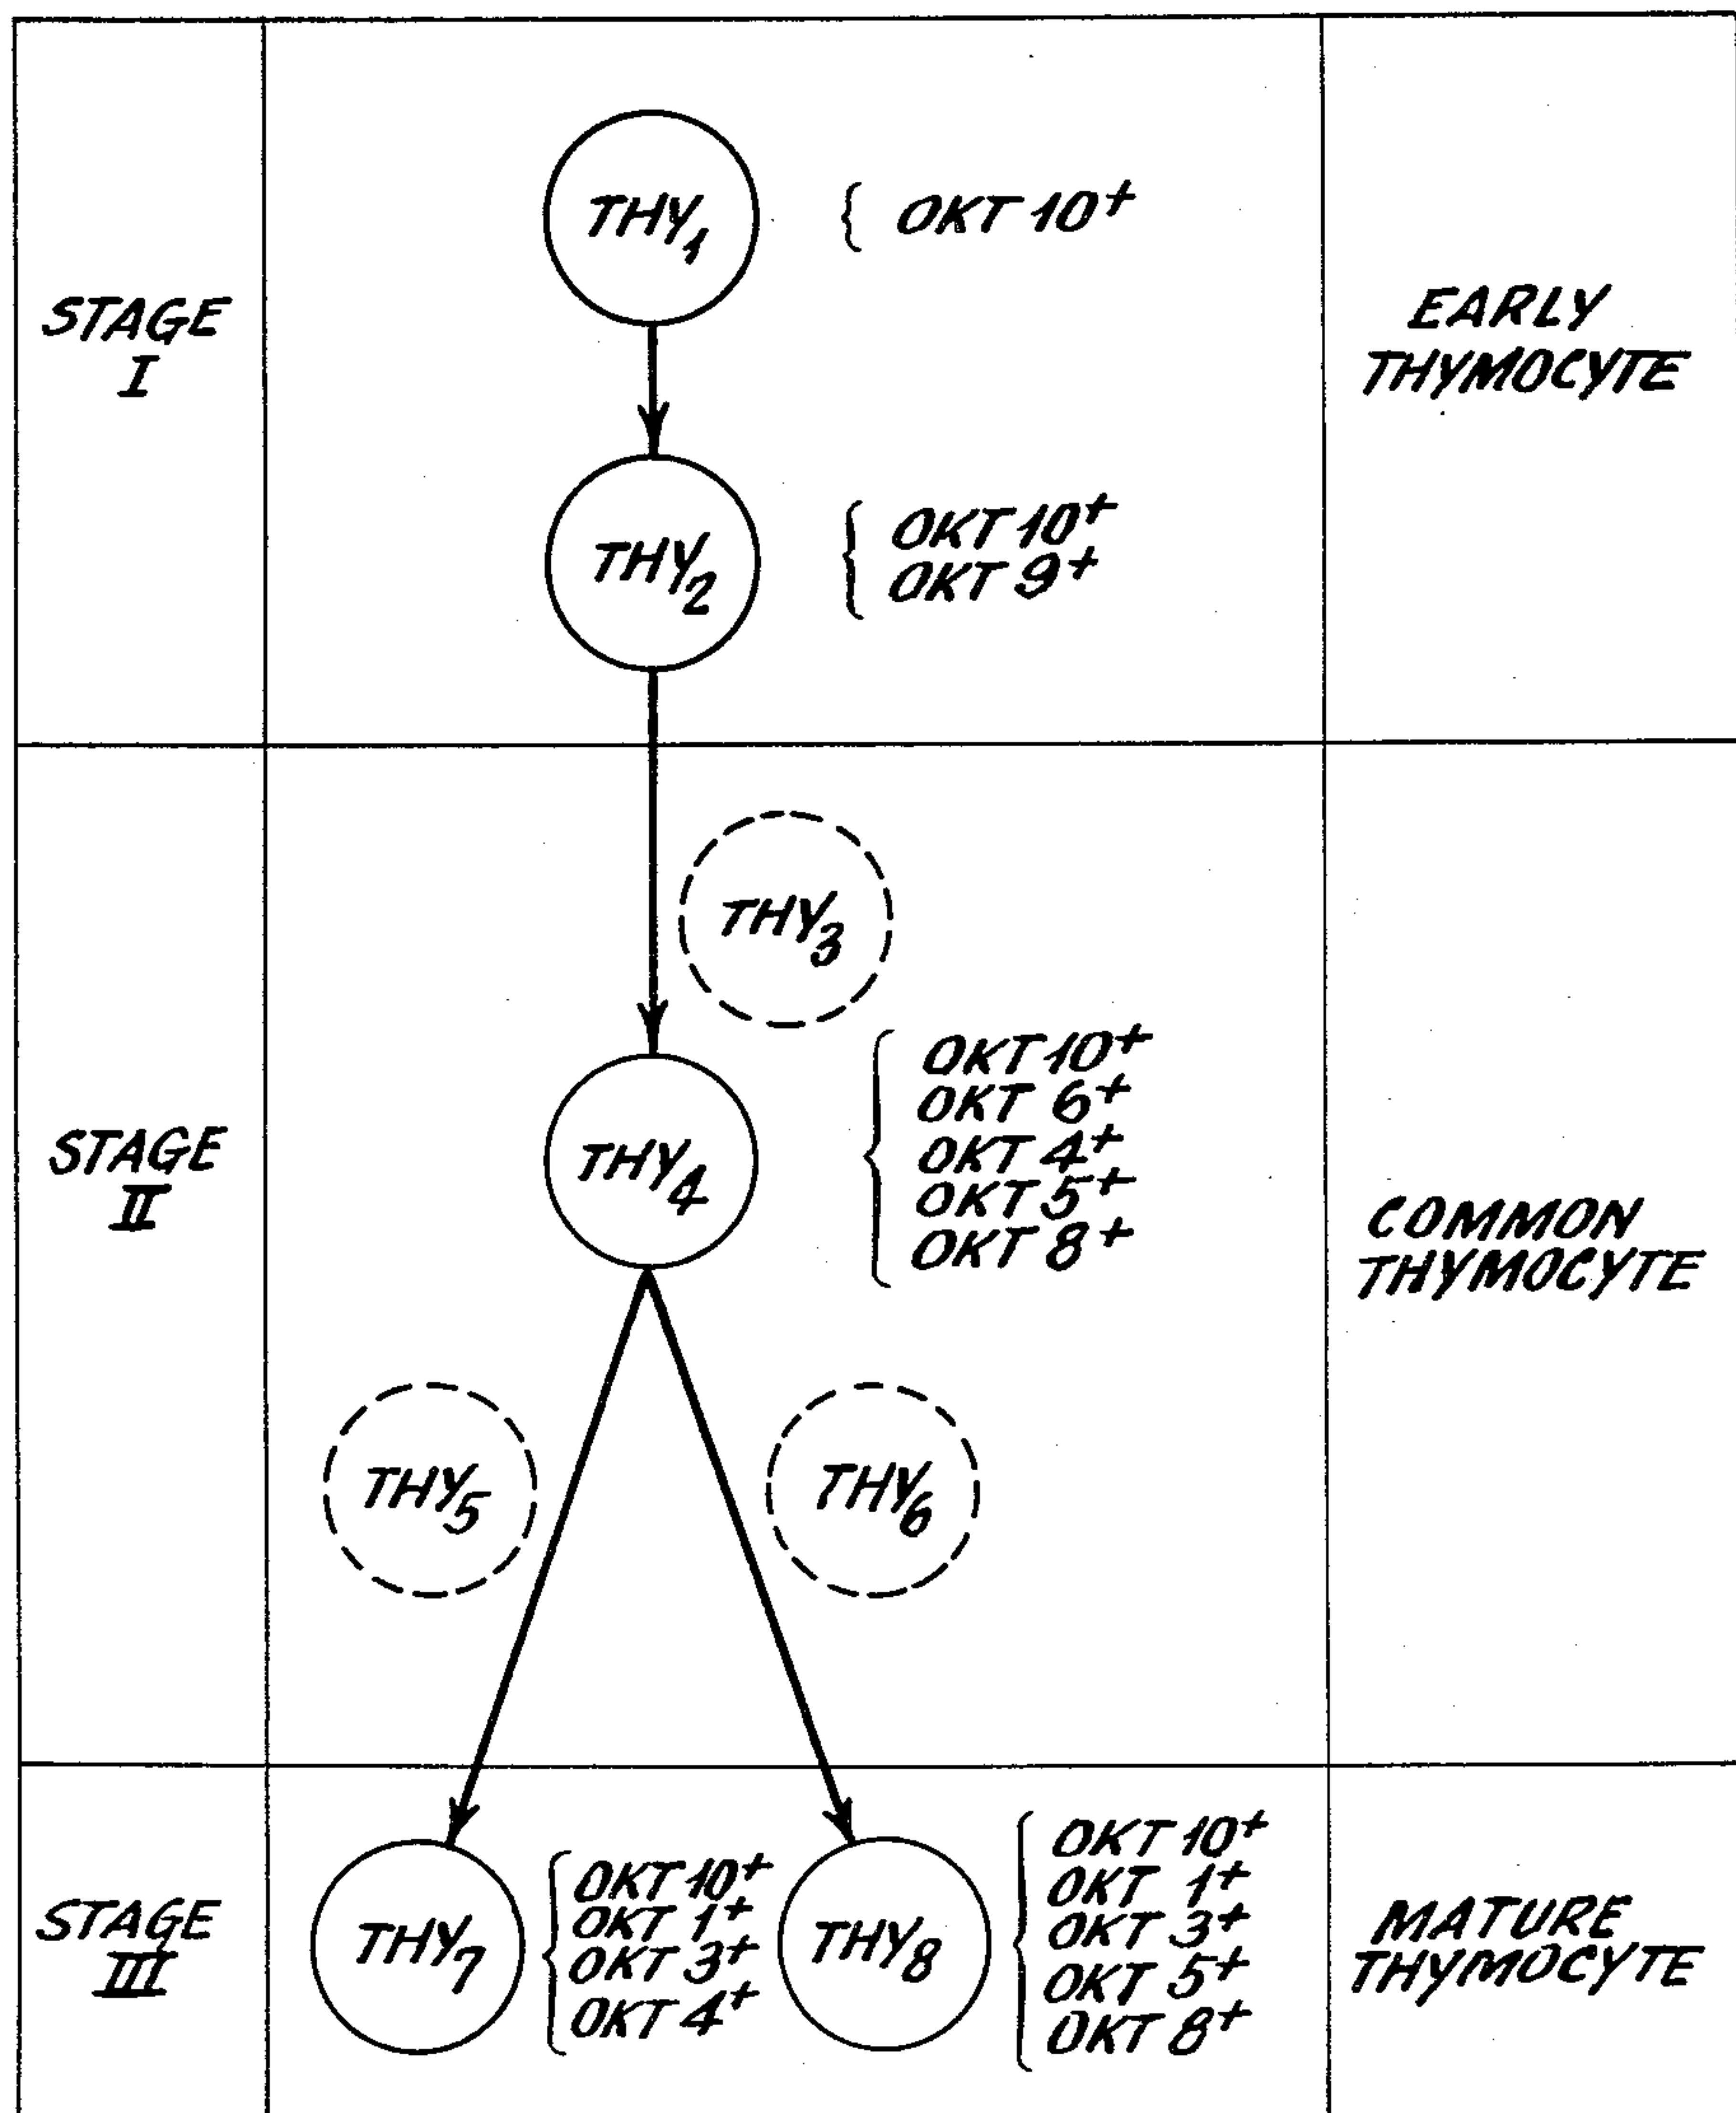 STAGE
I
THY₁
OKT 10⁺
THY₂
OKT 10⁺
OKT 9⁺
EARLY
THYMOCYTE
STAGE
II
THY₃
THY₄
OKT 10⁺
OKT 6⁺
OKT 4⁺
OKT 5⁺
OKT 8⁺
THY₅
THY₆
COMMON
THYMOCYTE
STAGE
III
THY₇
OKT 10⁺
OKT 1⁺
OKT 3⁺
OKT 4⁺
THY₈
OKT 10⁺
OKT 1⁺
OKT 3⁺
OKT 5⁺
OKT 8⁺
MATURE
THYMOCYTE